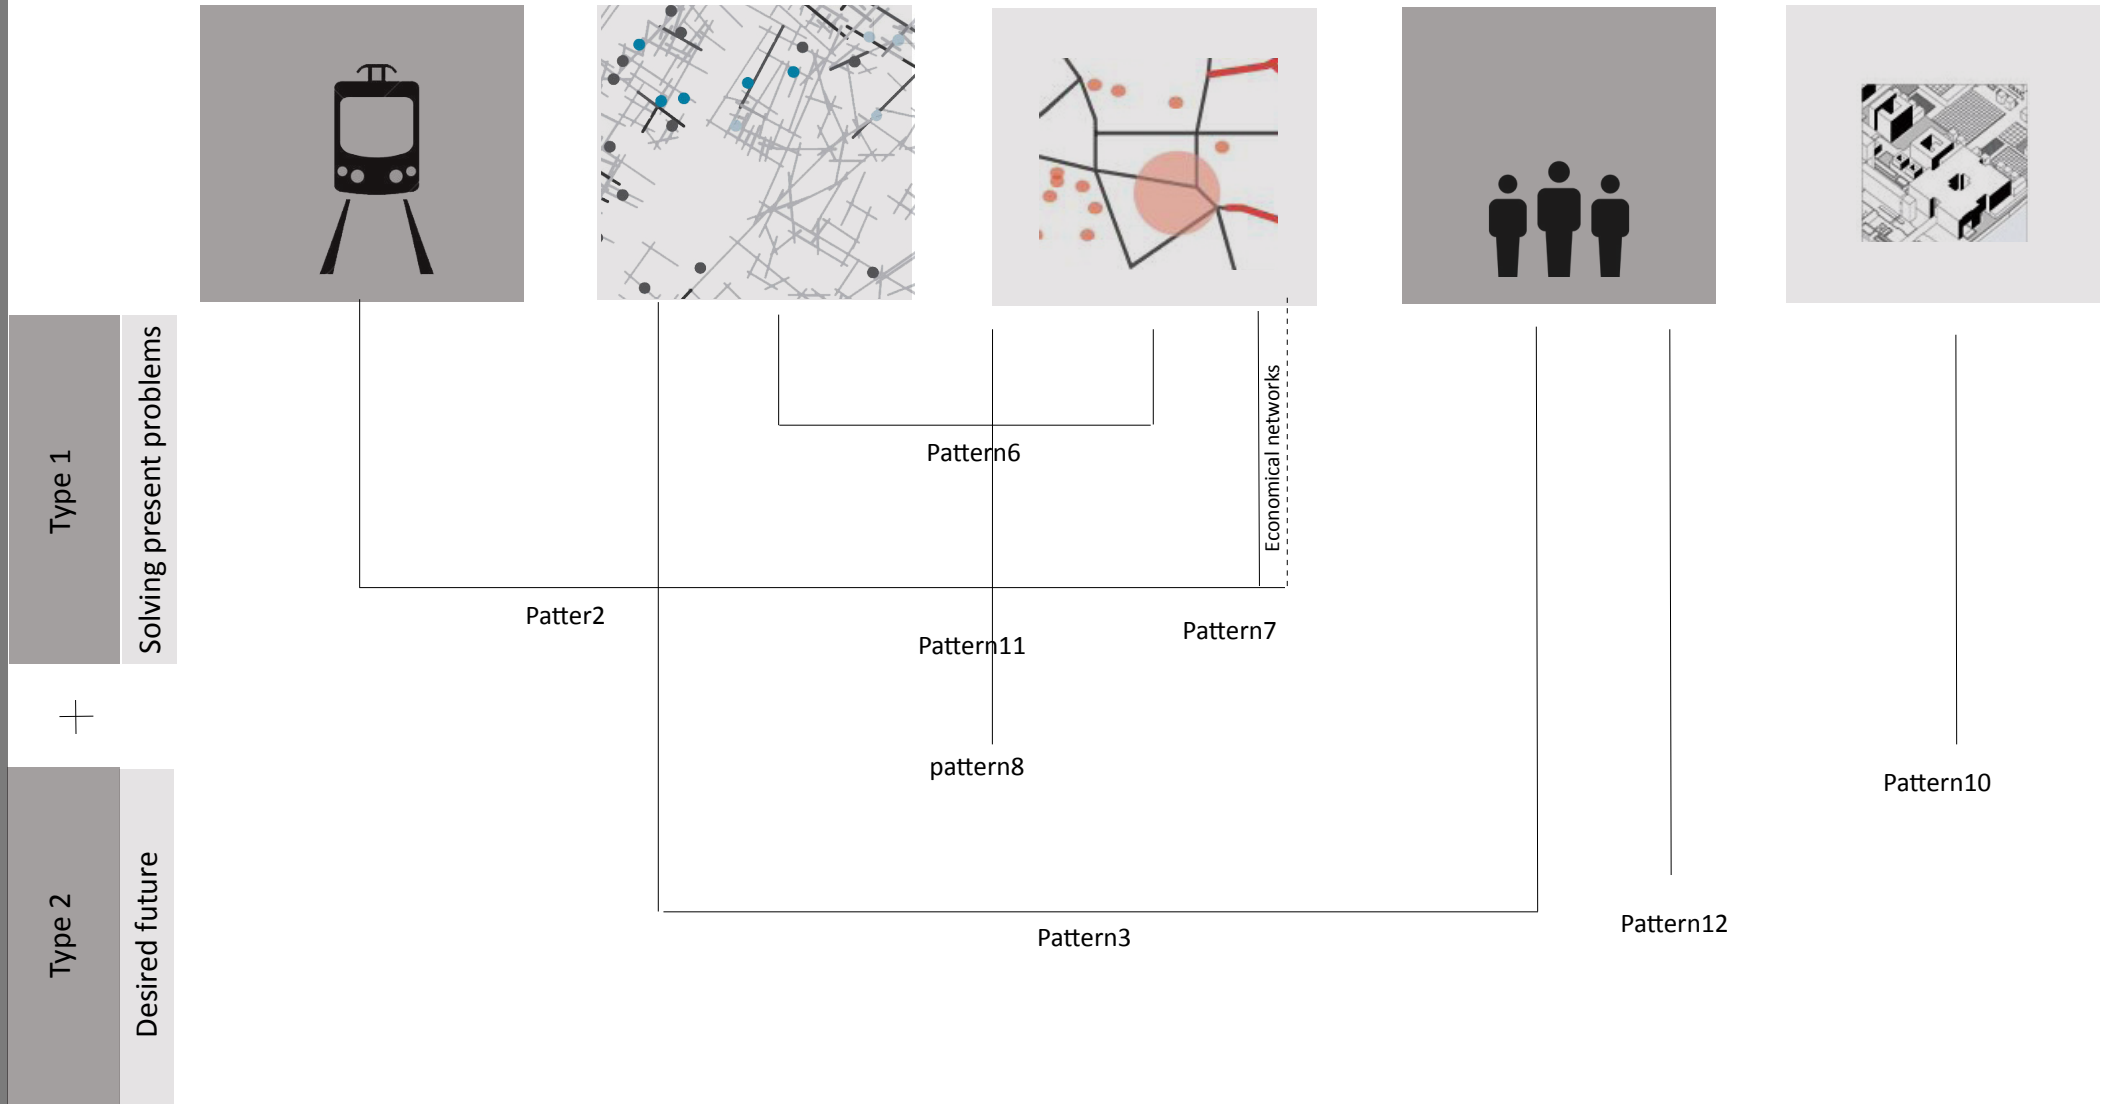 Type 1
Solving present problems
Economical networks
Pattern6
Patter2
Pattern11
Pattern7
pattern8
Pattern10
Type 2
Desired future
Pattern3
Pattern12